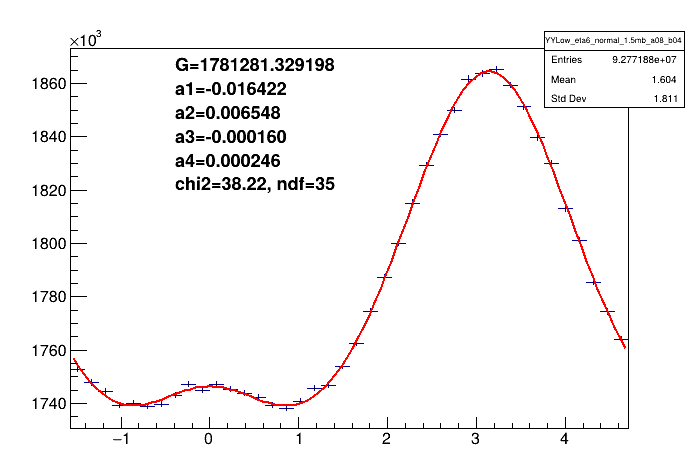 ×10³
YYLow_eta6_normal_1.5mb_a08_b04
Entries 9.277188e+07
Mean 1.604
Std Dev 1.811
G=1781281.329198
a1=-0.016422
a2=0.006548
a3=-0.000160
a4=0.000246
chi2=38.22, ndf=35
1860
1840
1820
1800
1780
1760
1740
−1 0 1 2 3 4